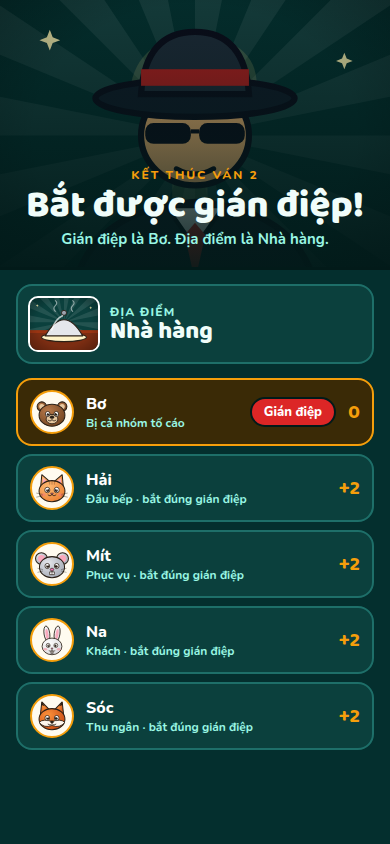 KẾT THÚC VÁN 2
Bắt được gián điệp!
Gián điệp là Bơ. Địa điểm là Nhà hàng.
ĐỊA ĐIỂM
Nhà hàng
Bơ
Bị cả nhóm tố cáo
Gián điệp
0
Hải
Đầu bếp · bắt đúng gián điệp
+2
Mít
Phục vụ · bắt đúng gián điệp
+2
Na
Khách · bắt đúng gián điệp
+2
Sóc
Thu ngân · bắt đúng gián điệp
+2